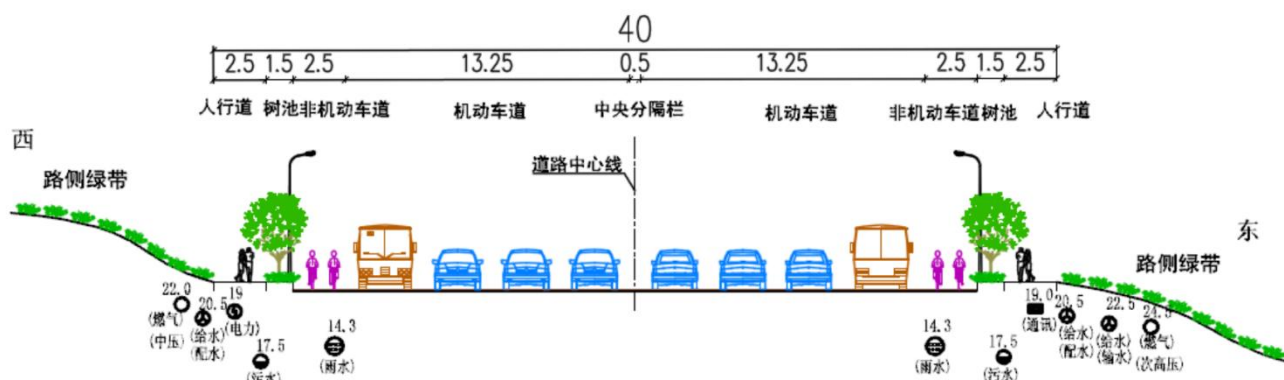 40
2.5 1.5 2.5 13.25 0.5 13.25 2.5 1.5 2.5
人行道 树池 非机动车道 机动车道 中央分隔栏 机动车道 非机动车道 树池 人行道
西
路侧绿带
道路中心线
东
路侧绿带
22.0
(燃气)
(中压)
20.5
(给水)
(配水)
19
(电力)
17.5
(污水)
14.3
(雨水)
14.3
(雨水)
17.5
(污水)
19.0
(通讯)
20.5
(给水)
(配水)
22.5
(给水)
(输水)
24.5
(燃气)
(次高压)